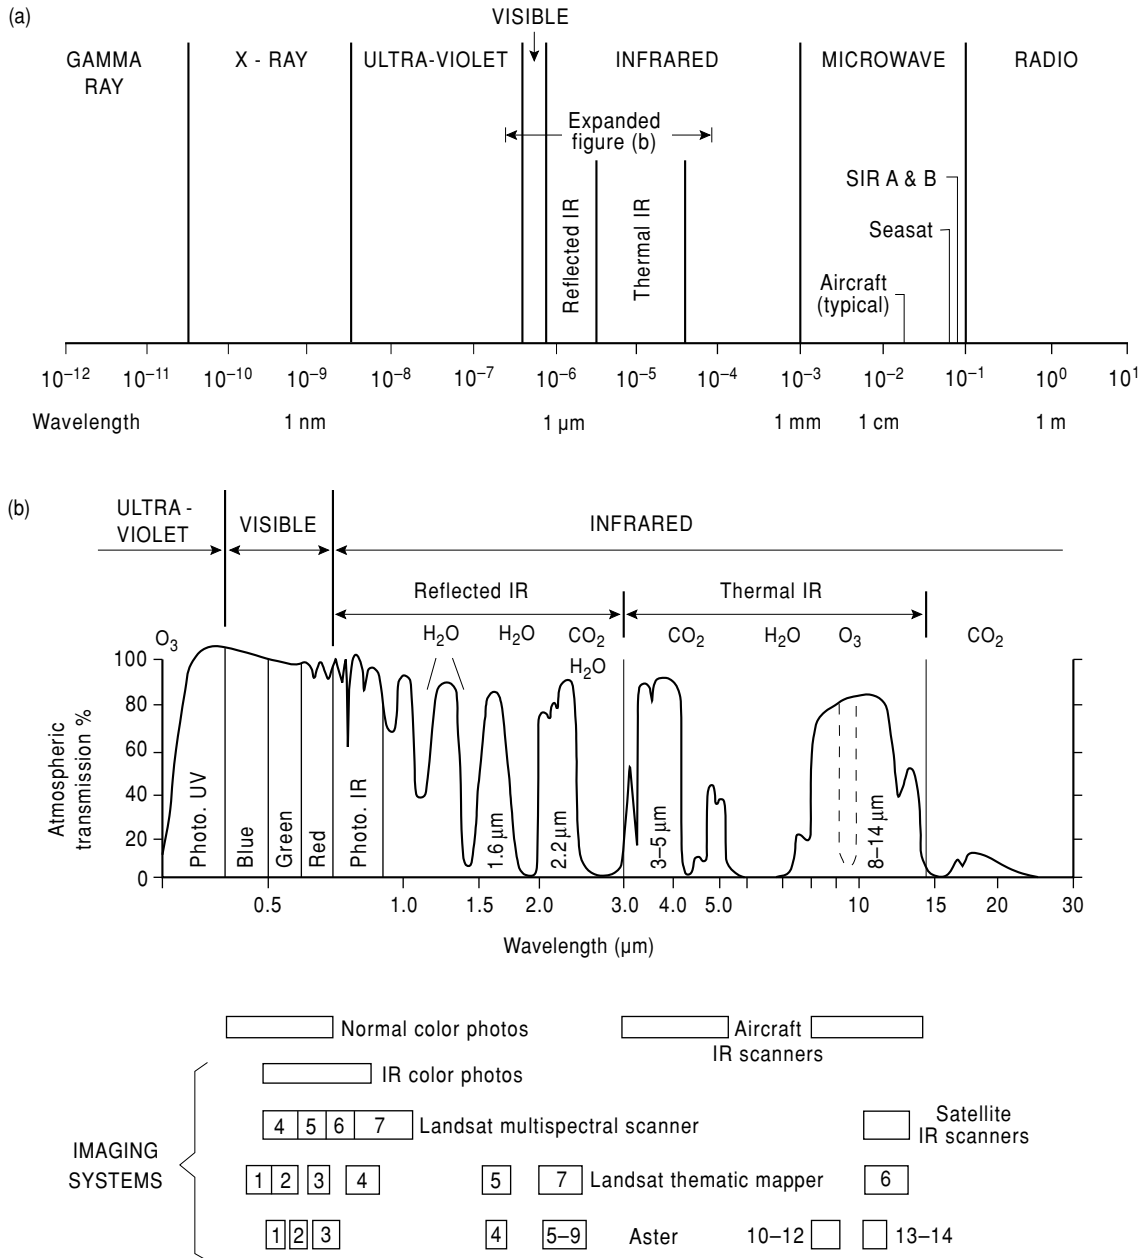 (a)
VISIBLE
GAMMA RAY
X - RAY
ULTRA-VIOLET
INFRARED
MICROWAVE
RADIO
Expanded
figure (b)
Reflected IR
Thermal IR
SIR A & B
Seasat
Aircraft
(typical)
10⁻¹² 10⁻¹¹ 10⁻¹⁰ 10⁻⁹ 10⁻⁸ 10⁻⁷ 10⁻⁶ 10⁻⁵ 10⁻⁴ 10⁻³ 10⁻² 10⁻¹ 10⁰ 10¹
Wavelength 1 nm 1 µm 1 mm 1 cm 1 m
(b)
ULTRA -
VIOLET
VISIBLE
INFRARED
Reflected IR
Thermal IR
O₃ H₂O H₂O CO₂ CO₂ H₂O O₃ CO₂
H₂O
Atmospheric
transmission %
100
80
60
40
20
0
Photo. UV
Blue
Green
Red
Photo. IR
1.6 µm
2.2 µm
3–5 µm
8–14 µm
0.5 1.0 1.5 2.0 3.0 4.0 5.0 10 15 20 30
Wavelength (µm)
Normal color photos
Aircraft
IR scanners
IR color photos
IMAGING
SYSTEMS
4 5 6 7 Landsat multispectral scanner
Satellite
IR scanners
1 2 3 4 5 7 Landsat thematic mapper 6
1 2 3 4 5–9 Aster 10–12 13–14